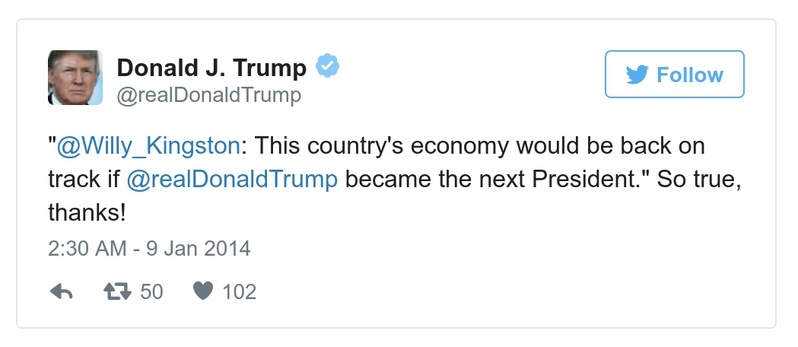 Donald J. Trump
@realDonaldTrump
Follow
"@Willy_Kingston: This country's economy would be back on
track if @realDonaldTrump became the next President." So true,
thanks!
2:30 AM - 9 Jan 2014
50 102